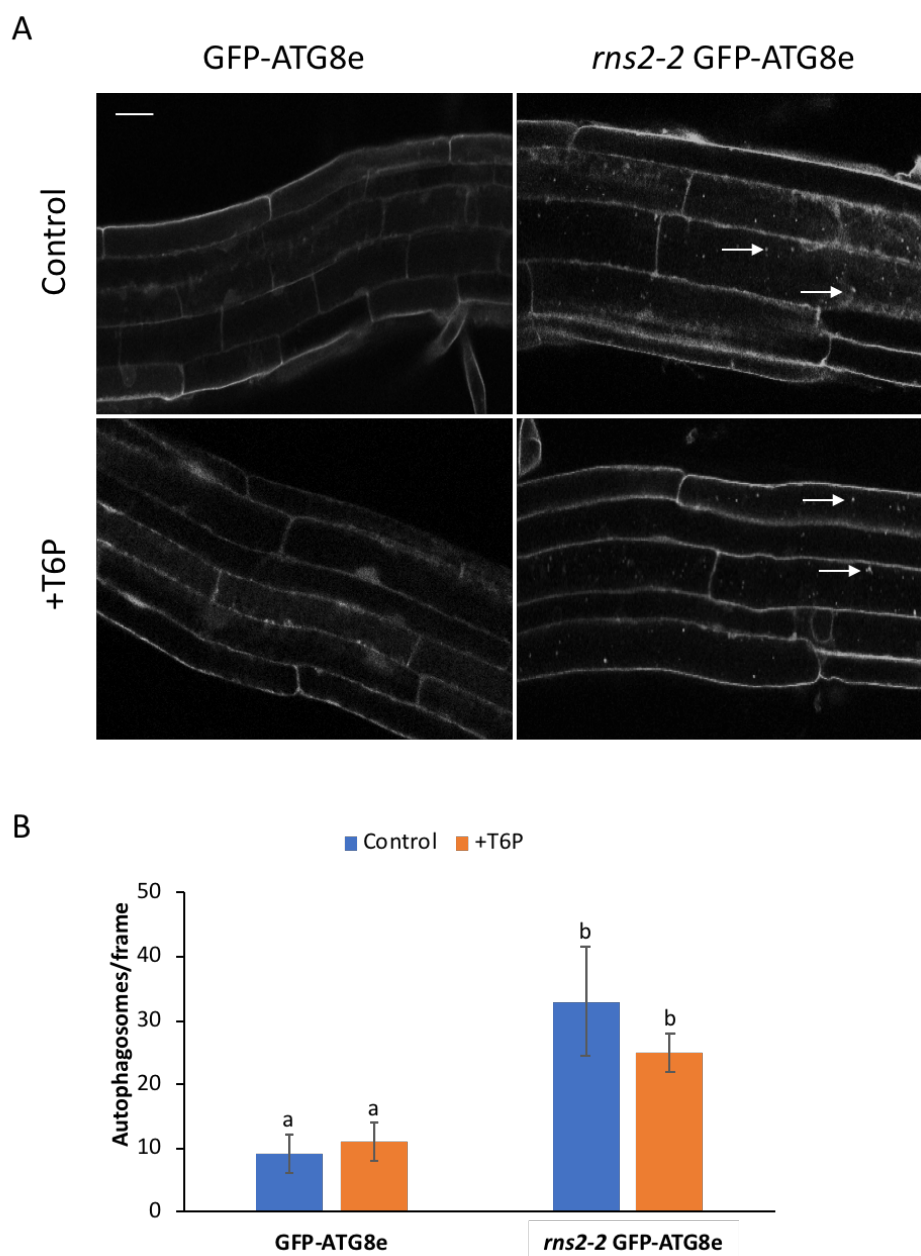 A
GFP-ATG8e
rns2-2 GFP-ATG8e
Control
+T6P
B
Control
+T6P
Autophagosomes/frame
50
40
30
20
10
0
a
a
b
b
GFP-ATG8e
rns2-2 GFP-ATG8e